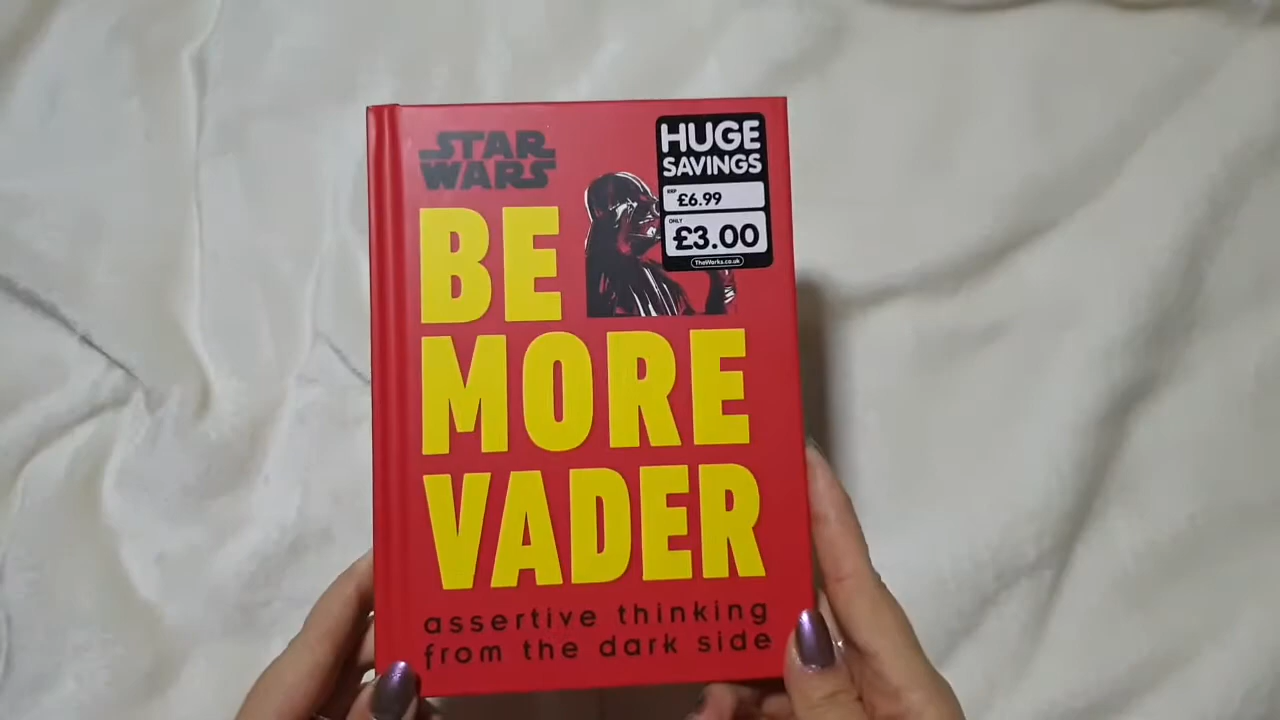 STAR
WARS
BE
MORE
VADER
assertive thinking
from the dark side
HUGE
SAVINGS
RRP
£6.99
ONLY
£3.00
TheWorks.co.uk